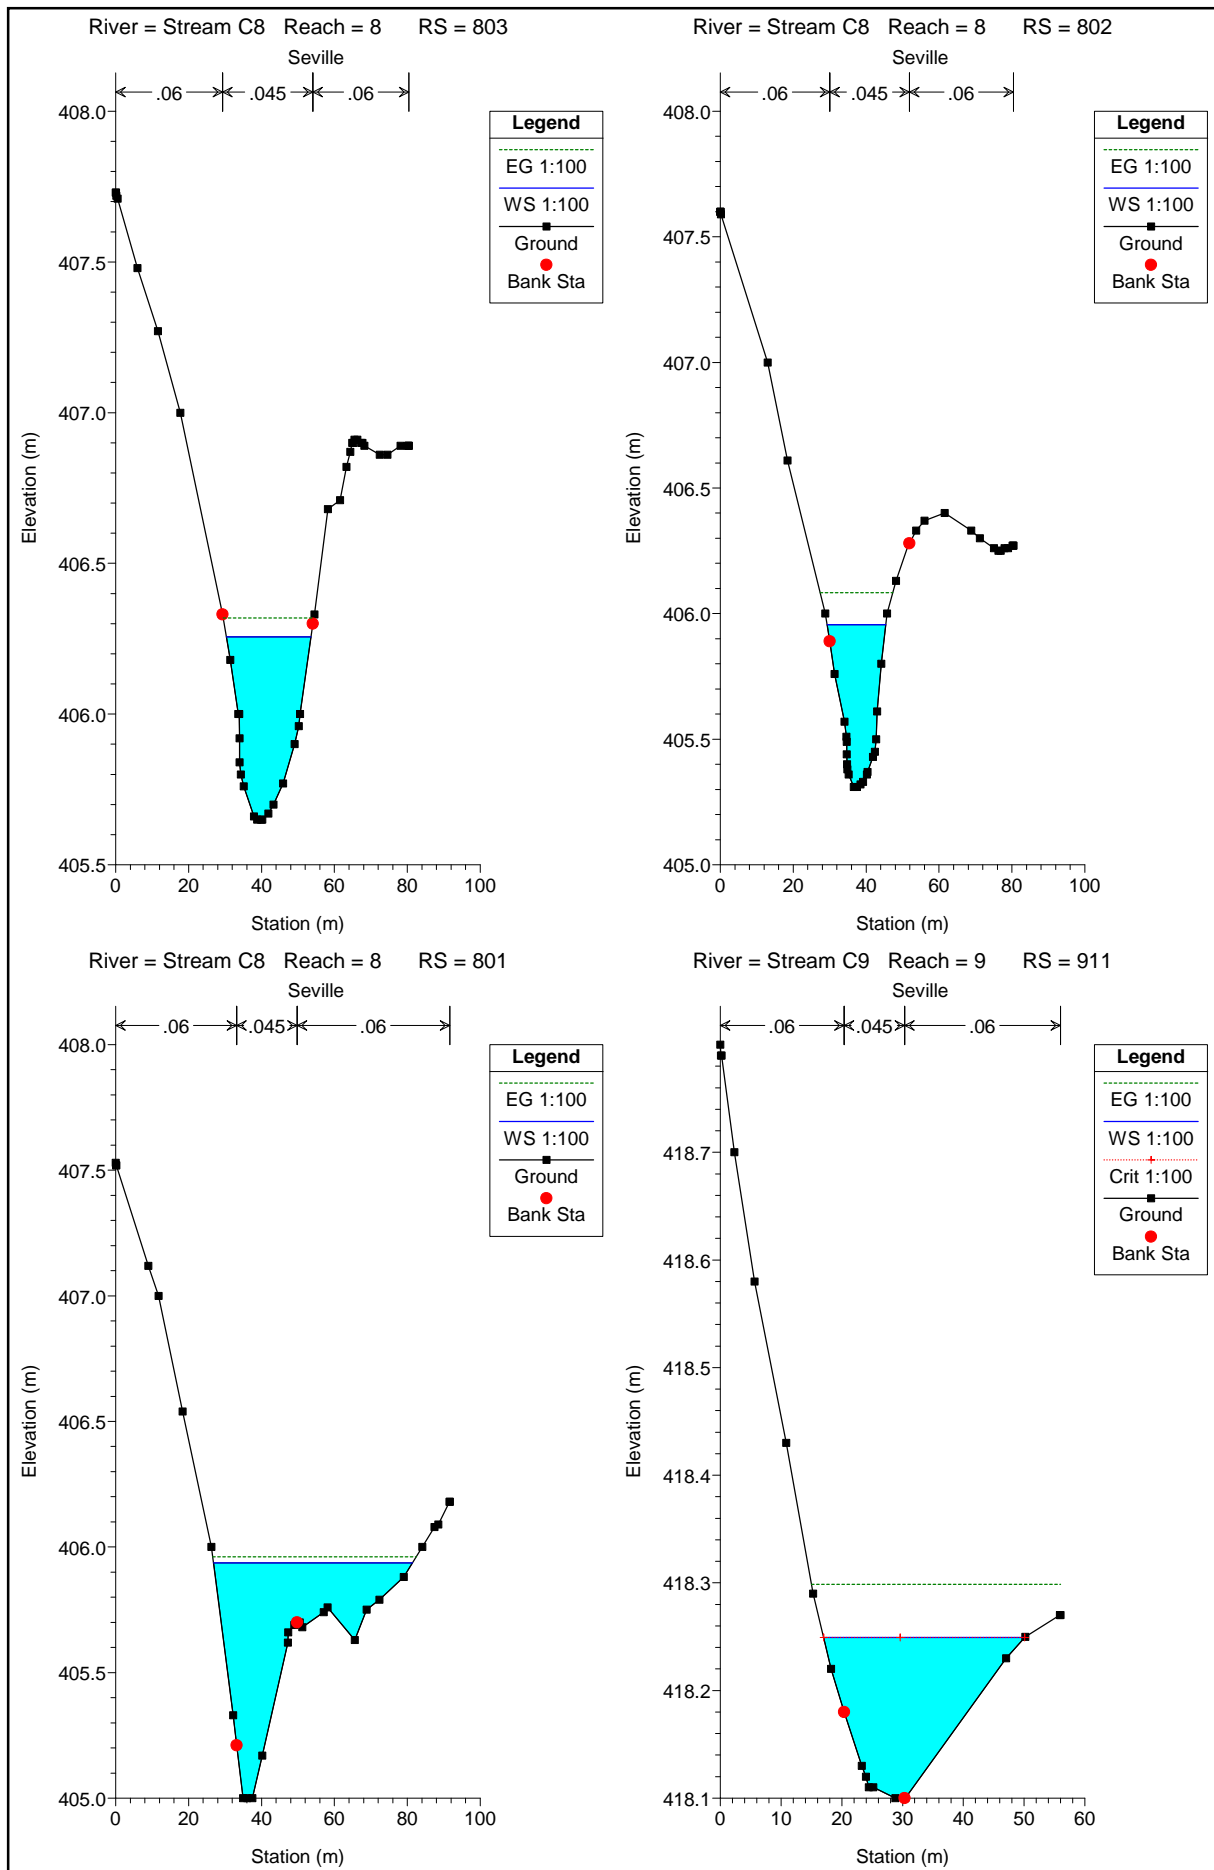 River = Stream C8   Reach = 8   RS = 803
Seville
.06 .045 .06
408.0
407.5
407.0
406.5
406.0
405.5
Elevation (m)
0 20 40 60 80 100
Station (m)
Legend
EG 1:100
WS 1:100
Ground
Bank Sta
River = Stream C8   Reach = 8   RS = 802
Seville
.06 .045 .06
408.0
407.5
407.0
406.5
406.0
405.5
405.0
Elevation (m)
0 20 40 60 80 100
Station (m)
Legend
EG 1:100
WS 1:100
Ground
Bank Sta
River = Stream C8   Reach = 8   RS = 801
Seville
.06 .045 .06
408.0
407.5
407.0
406.5
406.0
405.5
405.0
Elevation (m)
0 20 40 60 80 100
Station (m)
Legend
EG 1:100
WS 1:100
Ground
Bank Sta
River = Stream C9   Reach = 9   RS = 911
Seville
.06 .045 .06
418.7
418.6
418.5
418.4
418.3
418.2
418.1
Elevation (m)
0 10 20 30 40 50 60
Station (m)
Legend
EG 1:100
WS 1:100
Crit 1:100
Ground
Bank Sta